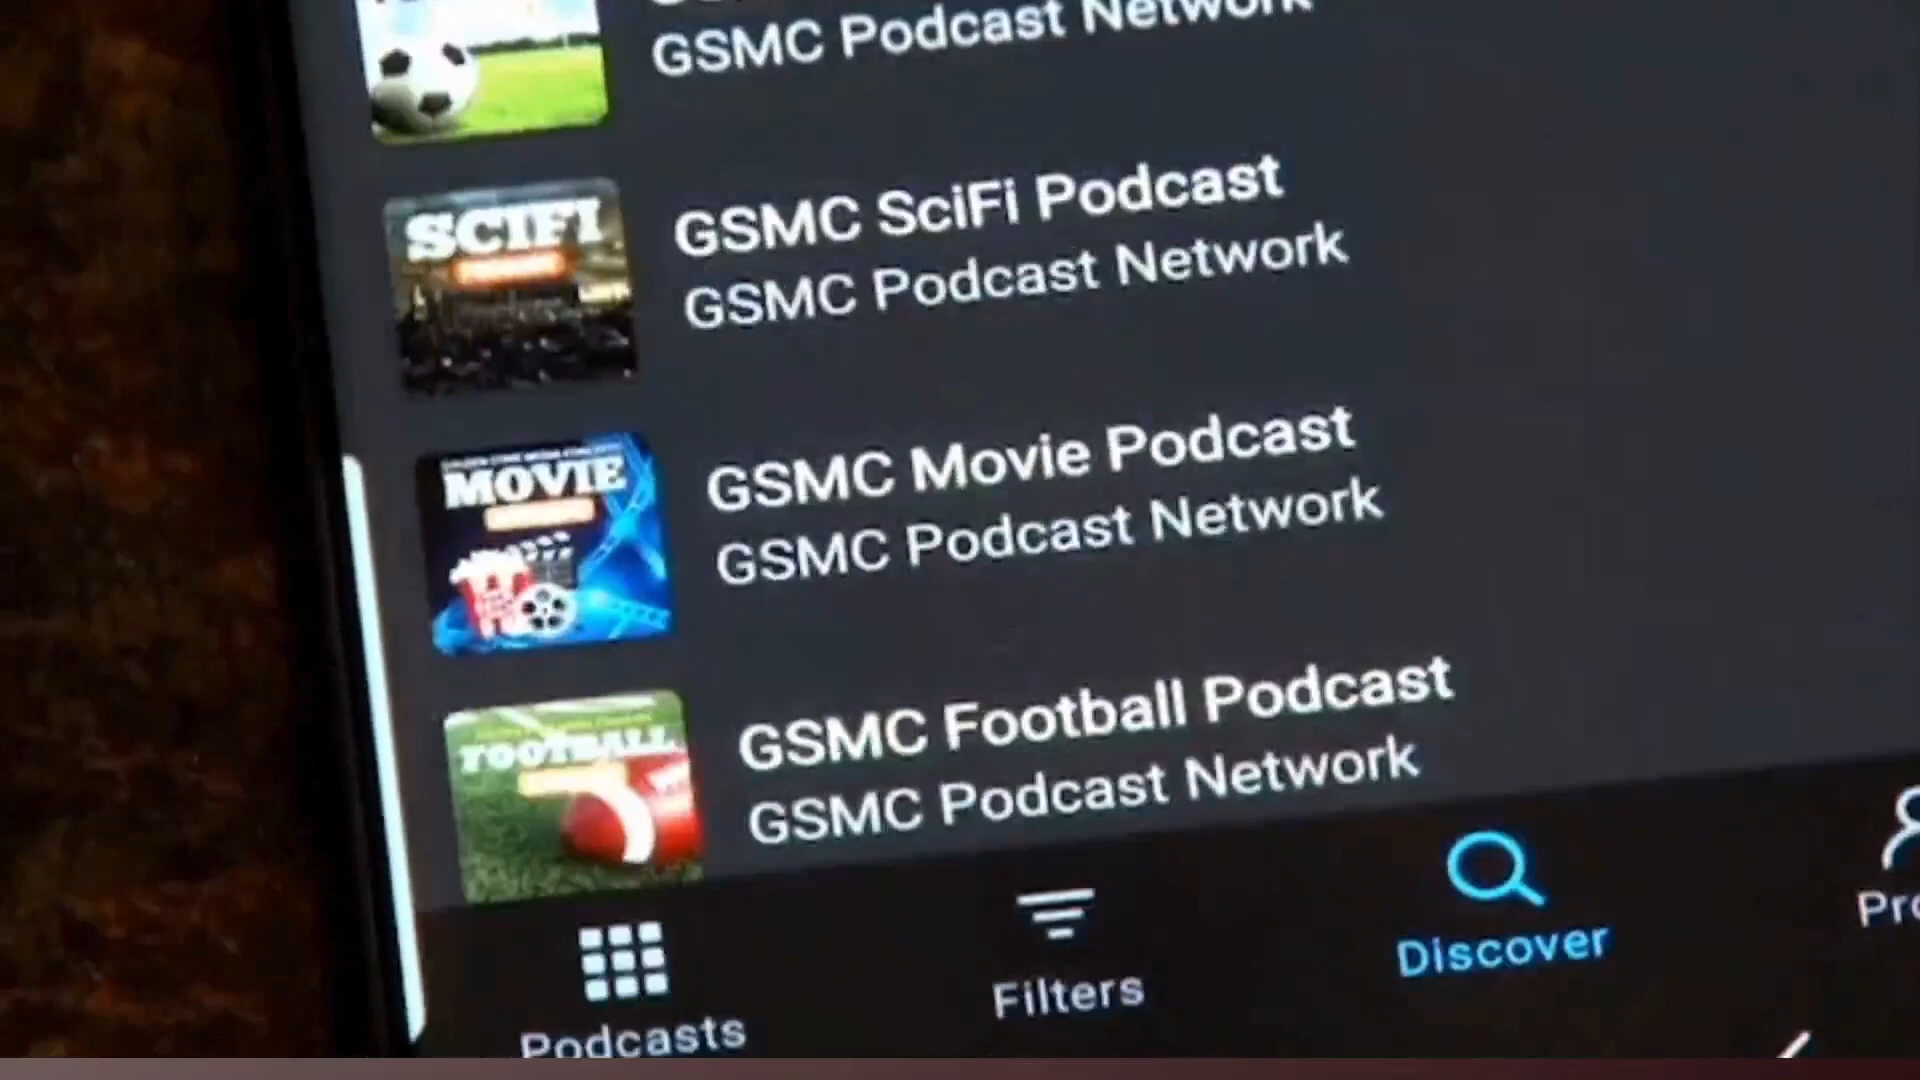 GSMC Podcast Network
SCIFI
GSMC SciFi Podcast
GSMC Podcast Network
MOVIE
GSMC Movie Podcast
GSMC Podcast Network
FOOTBALL
GSMC Football Podcast
GSMC Podcast Network
Podcasts
Filters
Discover